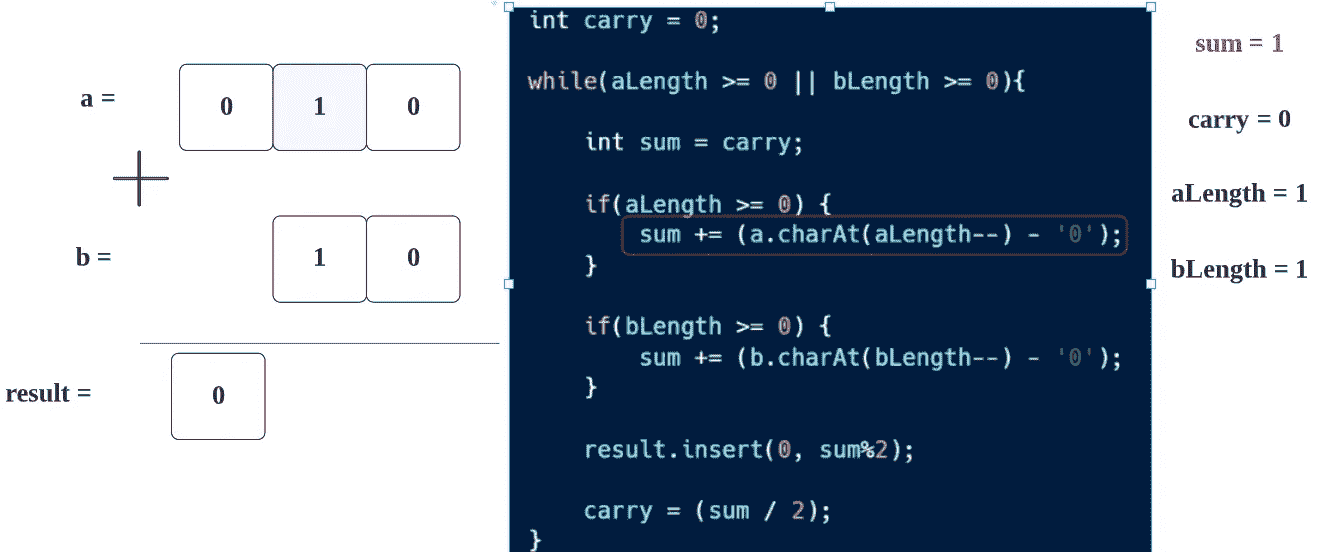 a =
0 1 0
b =
1 0
result =
0
int carry = 0;
while(aLength >= 0 || bLength >= 0){
int sum = carry;
if(aLength >= 0) {
sum += (a.charAt(aLength--) - '0');
}
if(bLength >= 0) {
sum += (b.charAt(bLength--) - '0');
}
result.insert(0, sum%2);
carry = (sum / 2);
}
sum = 1
carry = 0
aLength = 1
bLength = 1